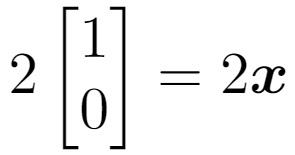 2 [1 0] = 2x